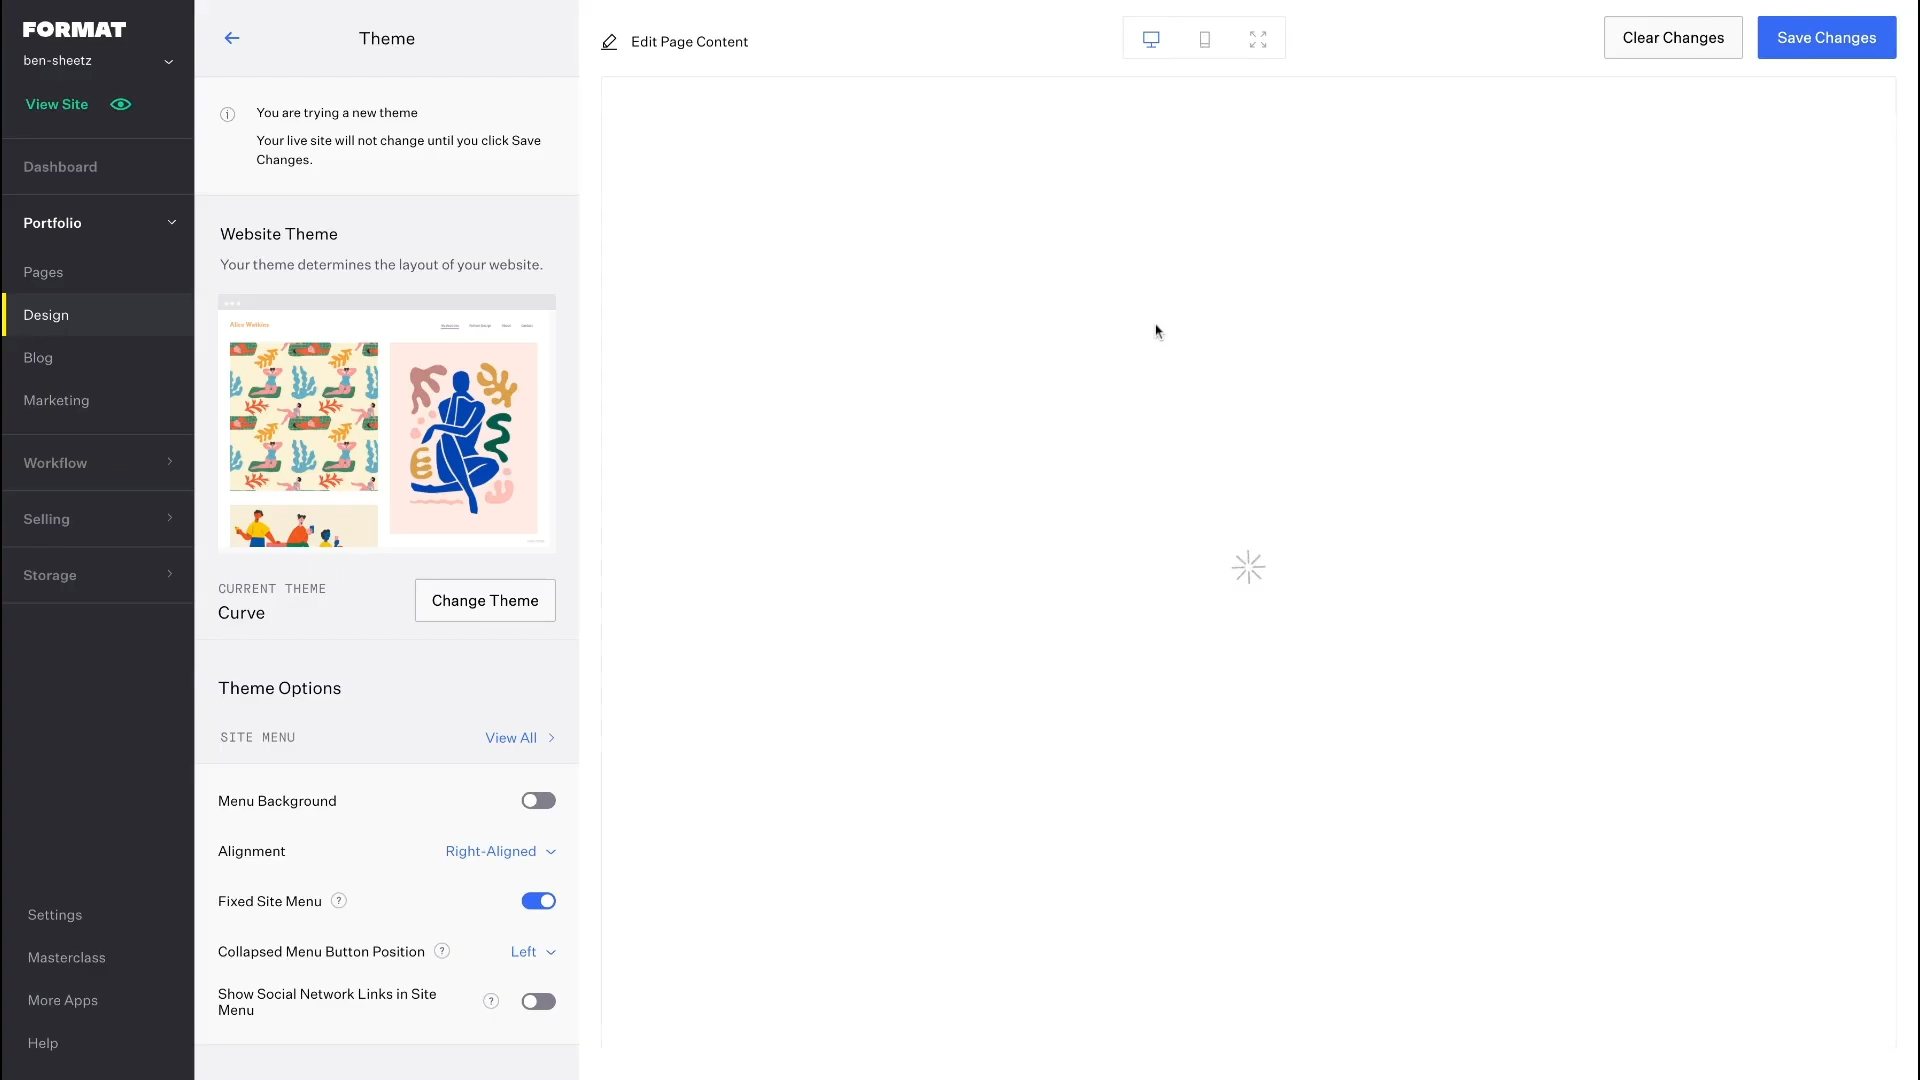 FORMAT
ben-sheetz
View Site
Dashboard
Portfolio
Pages
Design
Blog
Marketing
Workflow
Selling
Storage
Settings
Masterclass
More Apps
Help
Theme
You are trying a new theme
Your live site will not change until you click Save
Changes.
Website Theme
Your theme determines the layout of your website.
Alice Watkins
CURRENT THEME
Curve
Change Theme
Theme Options
SITE MENU
View All
Menu Background
Alignment
Right-Aligned
Fixed Site Menu ?
Collapsed Menu Button Position ?
Left
Show Social Network Links in Site
Menu
?
Edit Page Content
Clear Changes
Save Changes